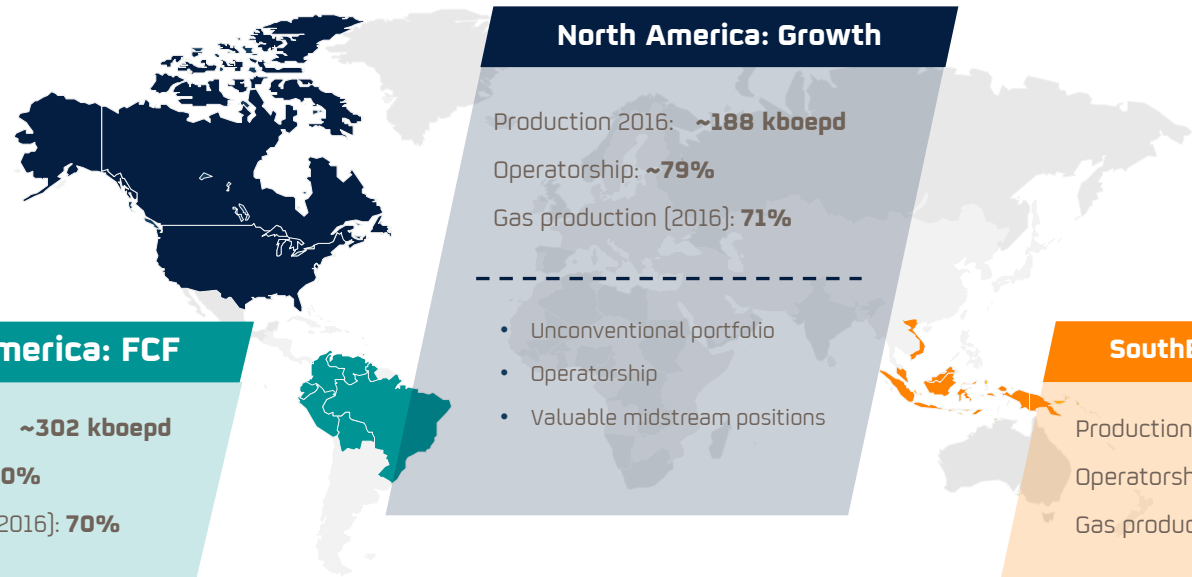 North America: Growth
Production 2016: ~188 kboepd
Operatorship: ~79%
Gas production (2016): 71%
• Unconventional portfolio
• Operatorship
• Valuable midstream positions
merica: FCF
~302 kboepd
0%
2016): 70%
SouthE
Production
Operatorsh
Gas produc